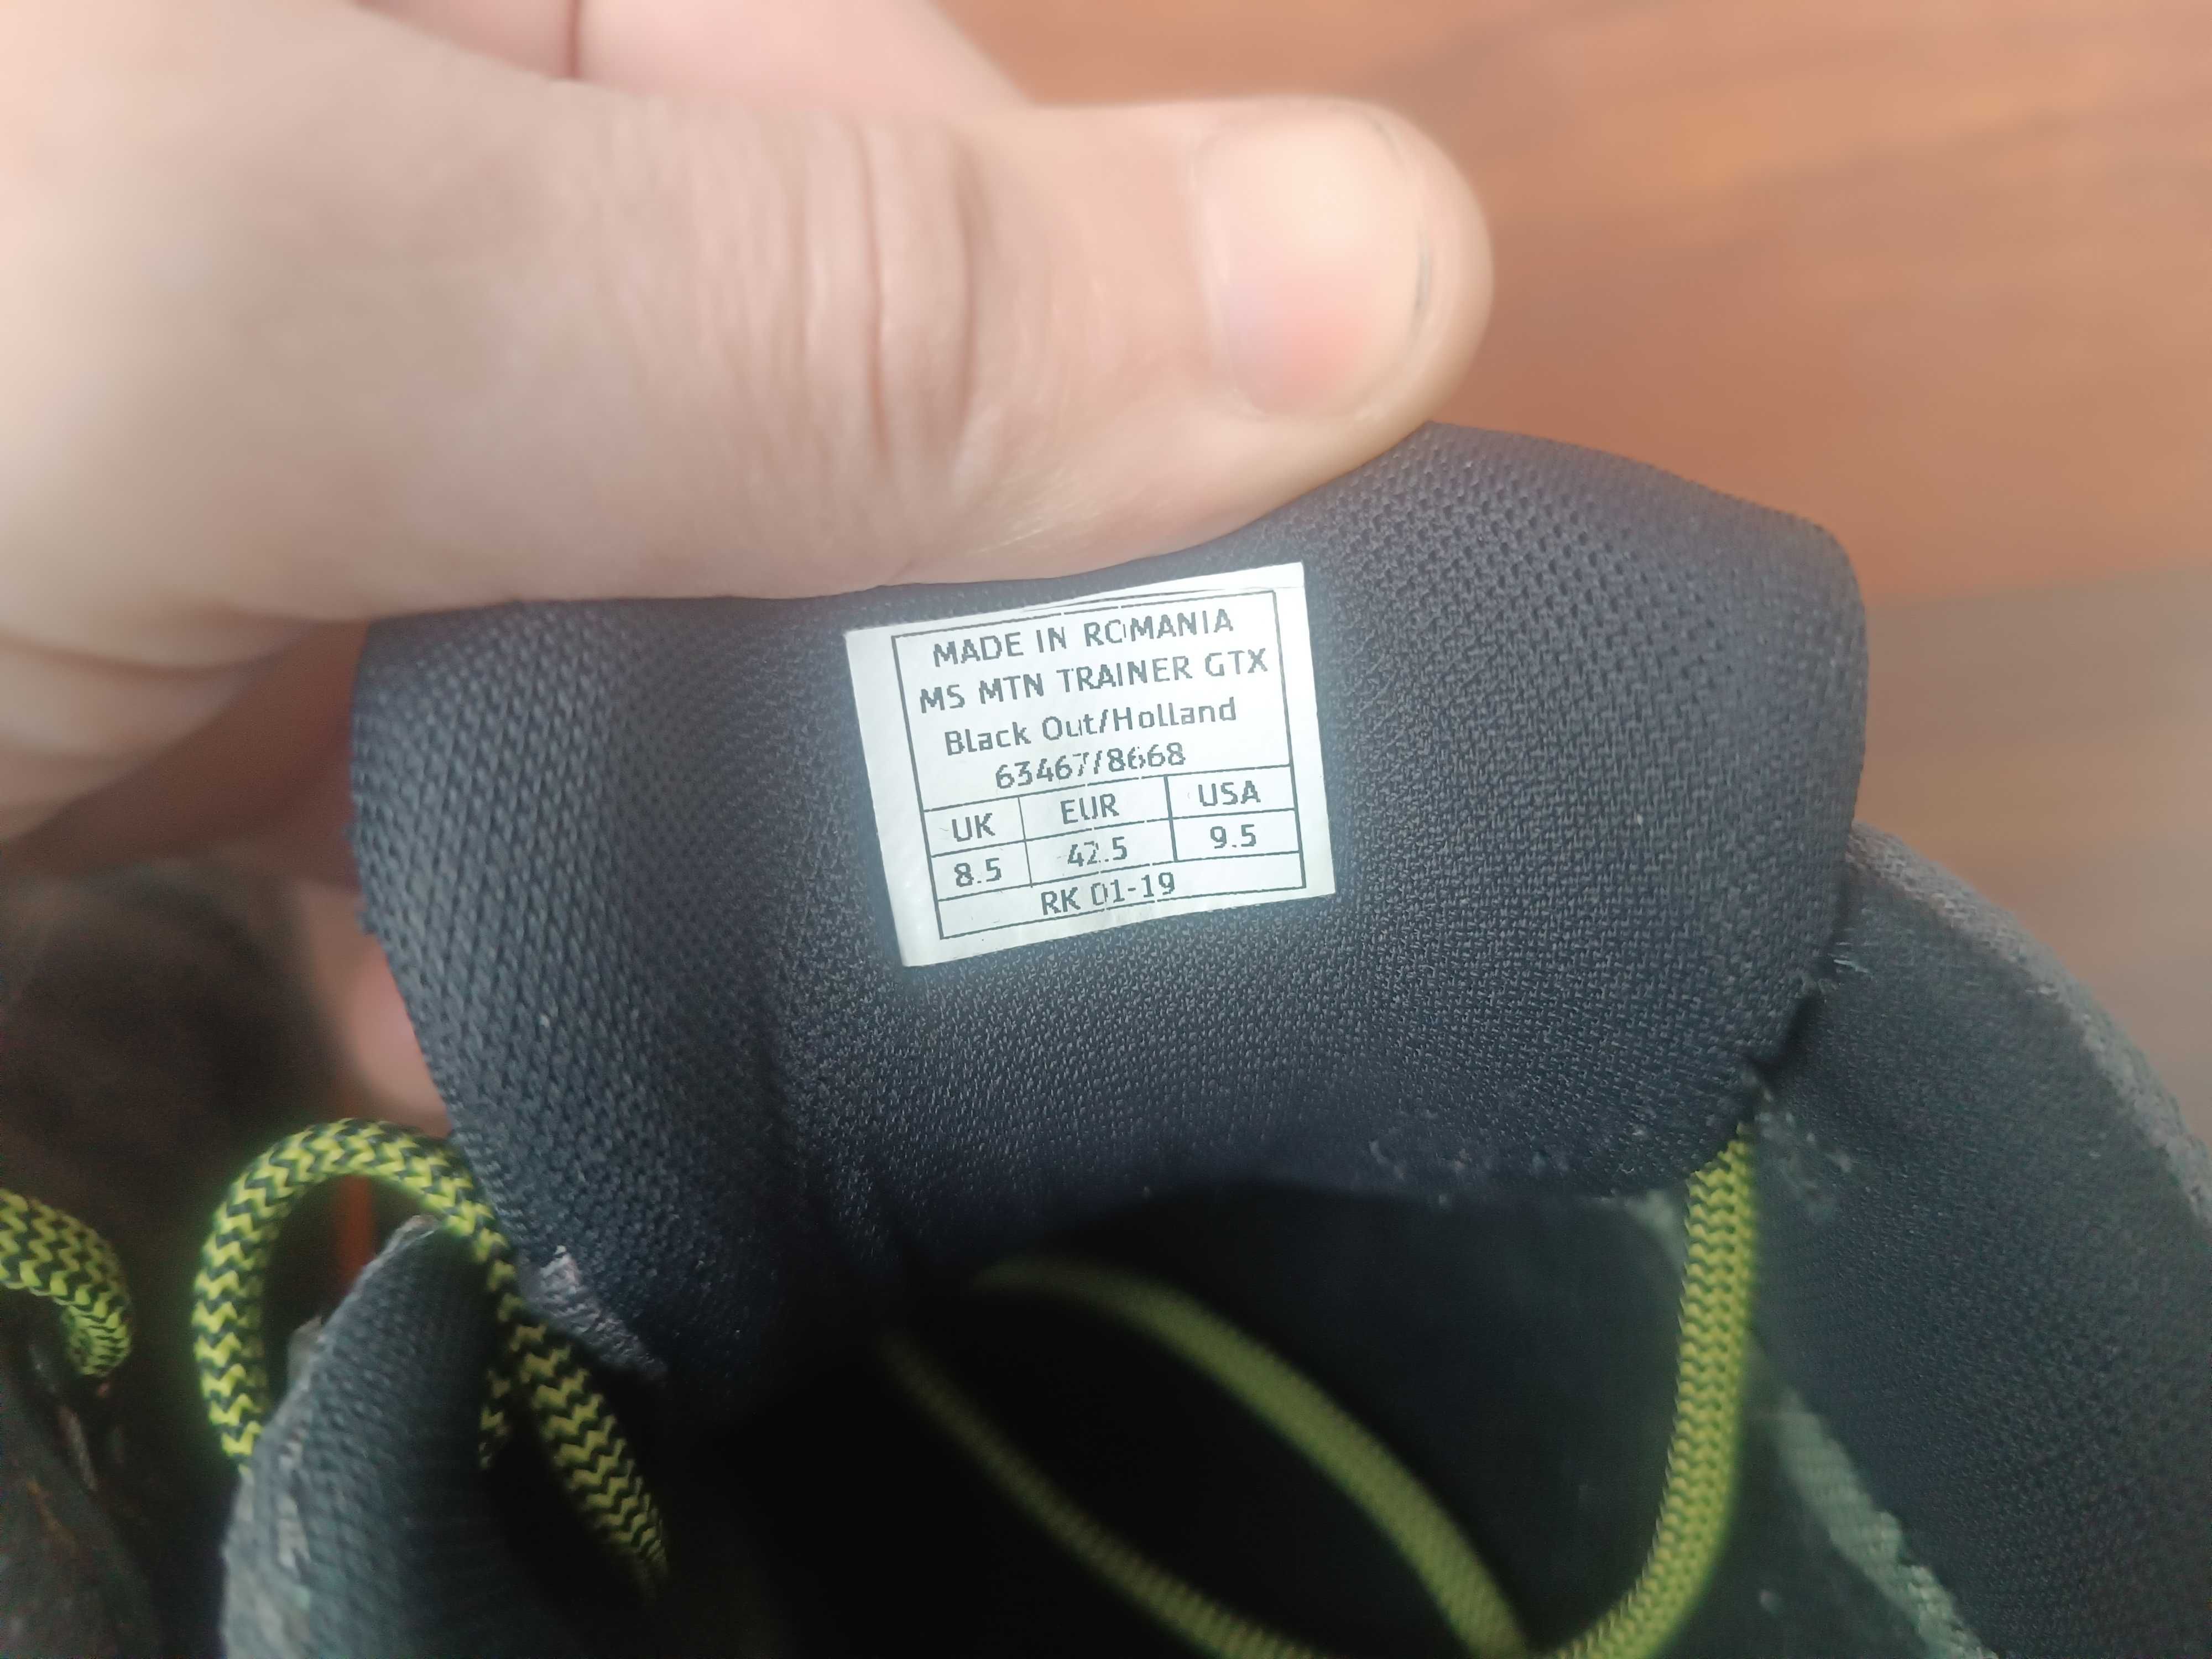 MADE IN ROMANIA
MS MTN TRAINER GTX
Black Out/Holland
63467/8668
UK EUR USA
8.5 42.5 9.5
RK 01-19